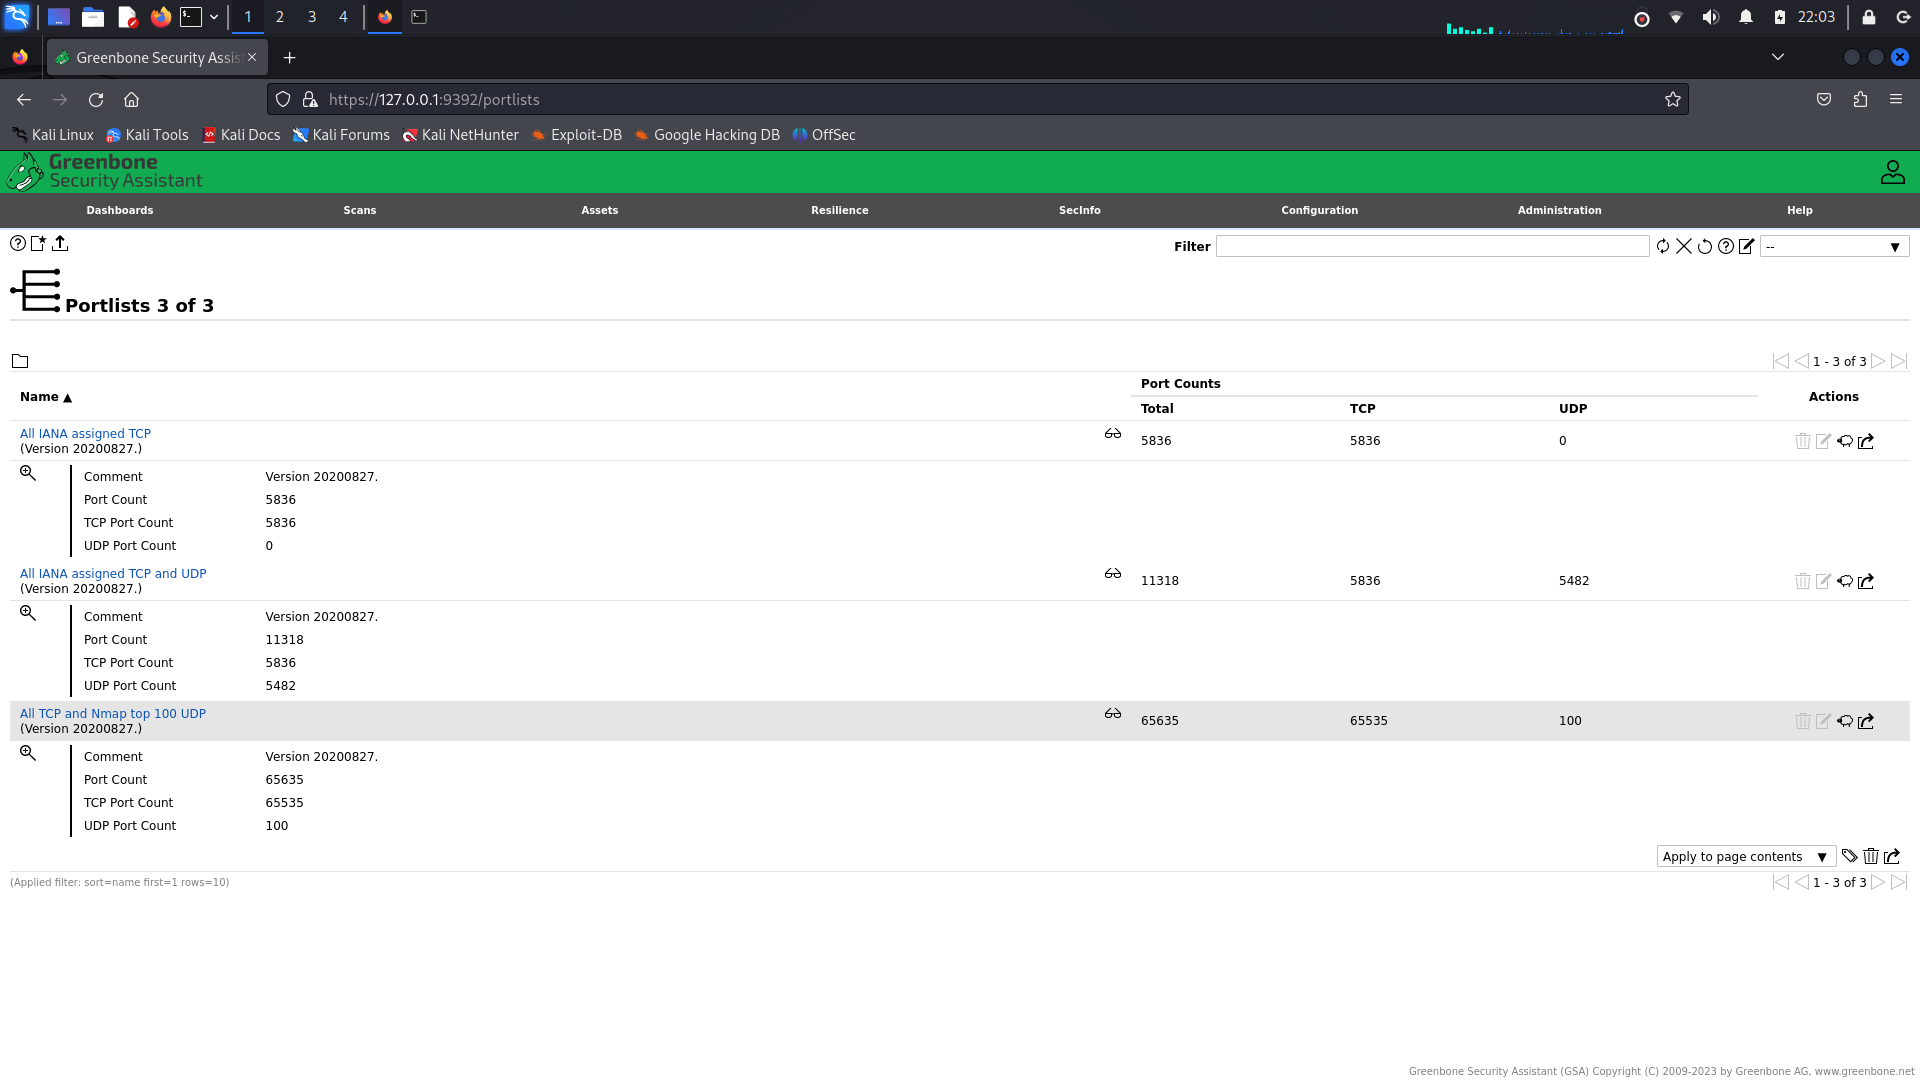 1 2 3 4 22:03
Greenbone Security Assis
https://127.0.0.1:9392/portlists
Kali Linux Kali Tools Kali Docs Kali Forums Kali NetHunter Exploit-DB Google Hacking DB OffSec
Greenbone
Security Assistant
Dashboards Scans Assets Resilience SecInfo Configuration Administration Help
Filter --
Portlists 3 of 3
1 - 3 of 3
Port Counts
Name ▲ Actions
Total TCP UDP
All IANA assigned TCP
(Version 20200827.)
5836 5836 0
Comment Version 20200827.
Port Count 5836
TCP Port Count 5836
UDP Port Count 0
All IANA assigned TCP and UDP
(Version 20200827.)
11318 5836 5482
Comment Version 20200827.
Port Count 11318
TCP Port Count 5836
UDP Port Count 5482
All TCP and Nmap top 100 UDP
(Version 20200827.)
65635 65535 100
Comment Version 20200827.
Port Count 65635
TCP Port Count 65535
UDP Port Count 100
Apply to page contents ▼
(Applied filter: sort=name first=1 rows=10) 1 - 3 of 3
Greenbone Security Assistant (GSA) Copyright (C) 2009-2023 by Greenbone AG, www.greenbone.net